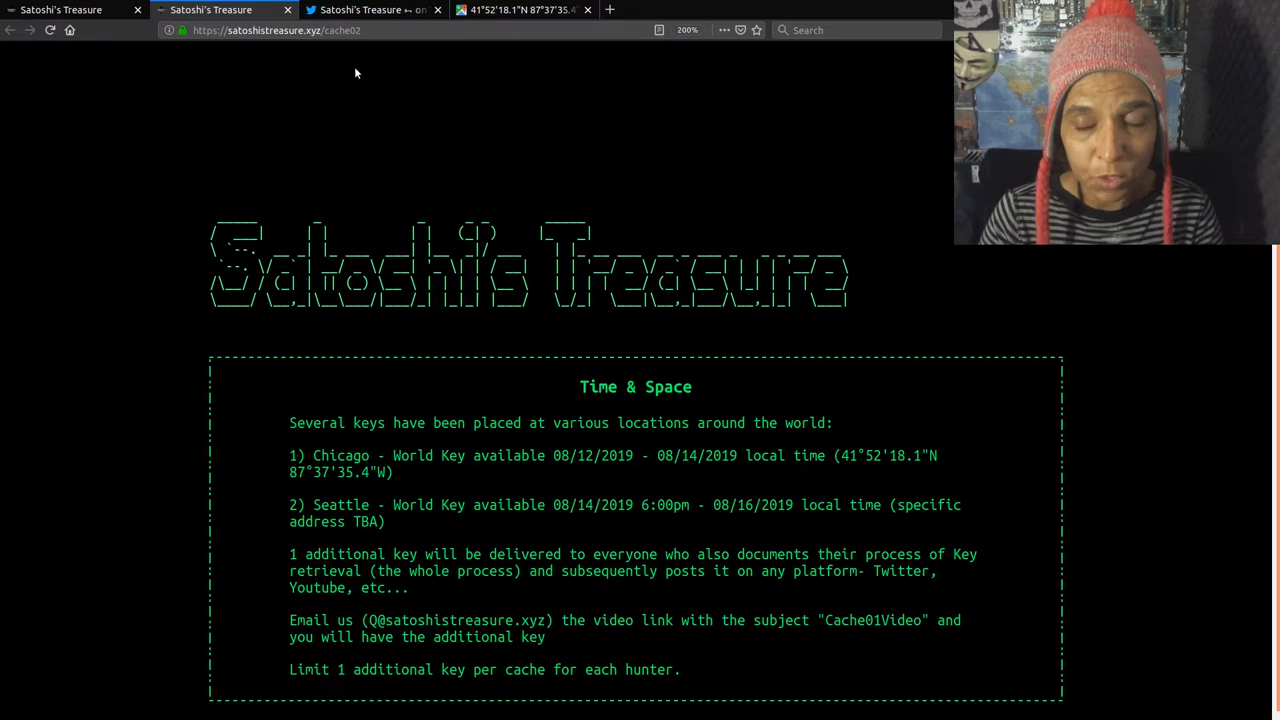 Satoshi's Treasure
Satoshi's Treasure
Satoshi's Treasure
41°52'18.1"N 87°37'35.4"
https://satoshistreasure.xyz/cache02
200%
Search
Satoshi's Treasure
Time & Space
Several keys have been placed at various locations around the world:
1) Chicago - World Key available 08/12/2019 - 08/14/2019 local time (41°52'18.1"N
87°37'35.4"W)
2) Seattle - World Key available 08/14/2019 6:00pm - 08/16/2019 local time (specific
address TBA)
1 additional key will be delivered to everyone who also documents their process of Key
retrieval (the whole process) and subsequently posts it on any platform- Twitter,
Youtube, etc...
Email us (Q@satoshistreasure.xyz) the video link with the subject "Cache01Video" and
you will have the additional key
Limit 1 additional key per cache for each hunter.